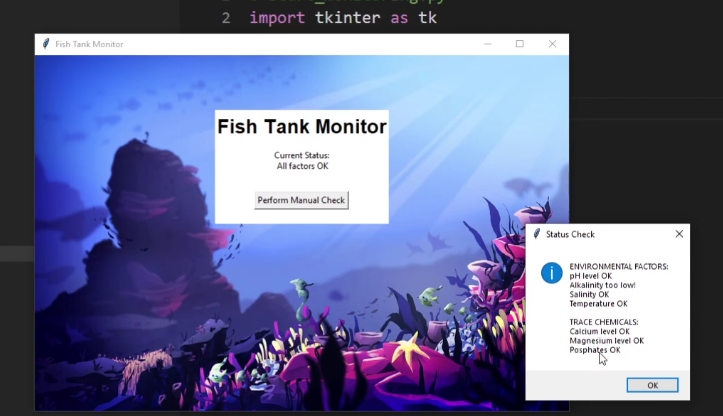 2 import tkinter as tk
Fish Tank Monitor
Fish Tank Monitor
Current Status:
All factors OK
Perform Manual Check
Status Check
ENVIRONMENTAL FACTORS:
pH level OK
Alkalinity too low!
Salinity OK
Temperature OK
TRACE CHEMICALS:
Calcium level OK
Magnesium level OK
Posphates OK
OK